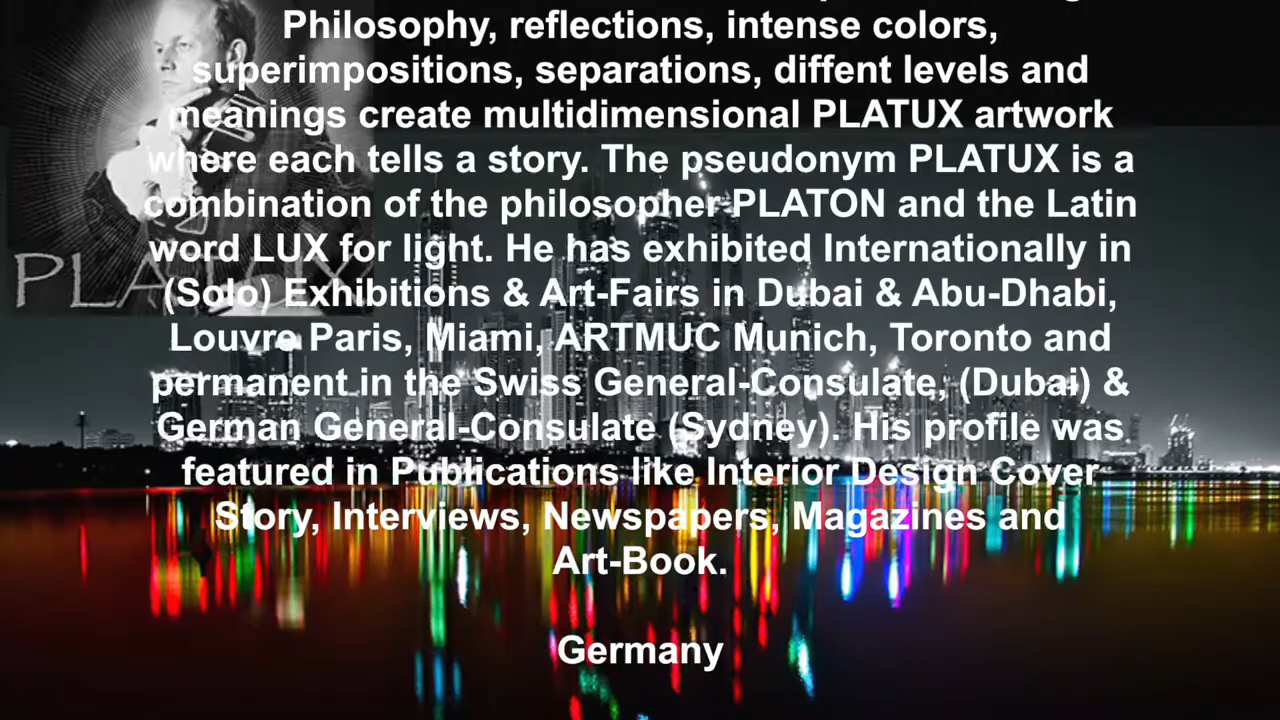 Philosophy, reflections, intense colors,
superimpositions, separations, diffent levels and
meanings create multidimensional PLATUX artwork
where each tells a story. The pseudonym PLATUX is a
combination of the philosopher PLATON and the Latin
word LUX for light. He has exhibited Internationally in
PLATUX
(Solo) Exhibitions & Art-Fairs in Dubai & Abu-Dhabi,
Louvre Paris, Miami, ARTMUC Munich, Toronto and
permanent in the Swiss General-Consulate, (Dubai) &
German General-Consulate (Sydney). His profile was
featured in Publications like Interior Design Cover
Story, Interviews, Newspapers, Magazines and
Art-Book.
Germany